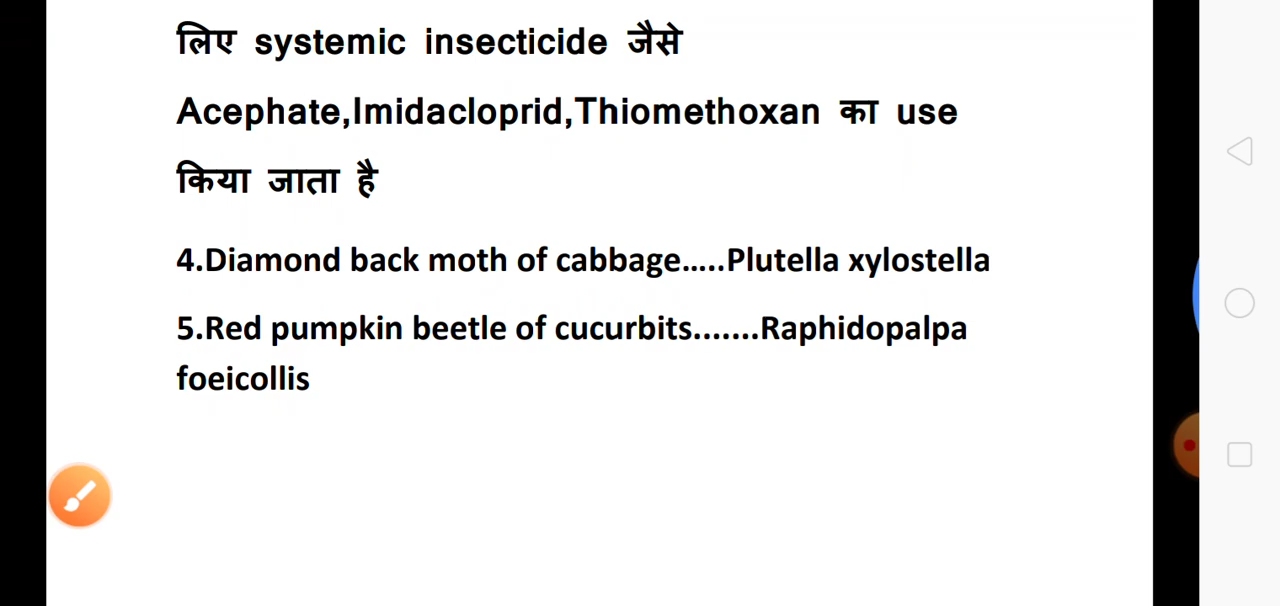 लिए systemic insecticide जैसे
Acephate,Imidacloprid,Thiomethoxan का use
किया जाता है
4.Diamond back moth of cabbage.....Plutella xylostella
5.Red pumpkin beetle of cucurbits.......Raphidopalpa
foeicollis